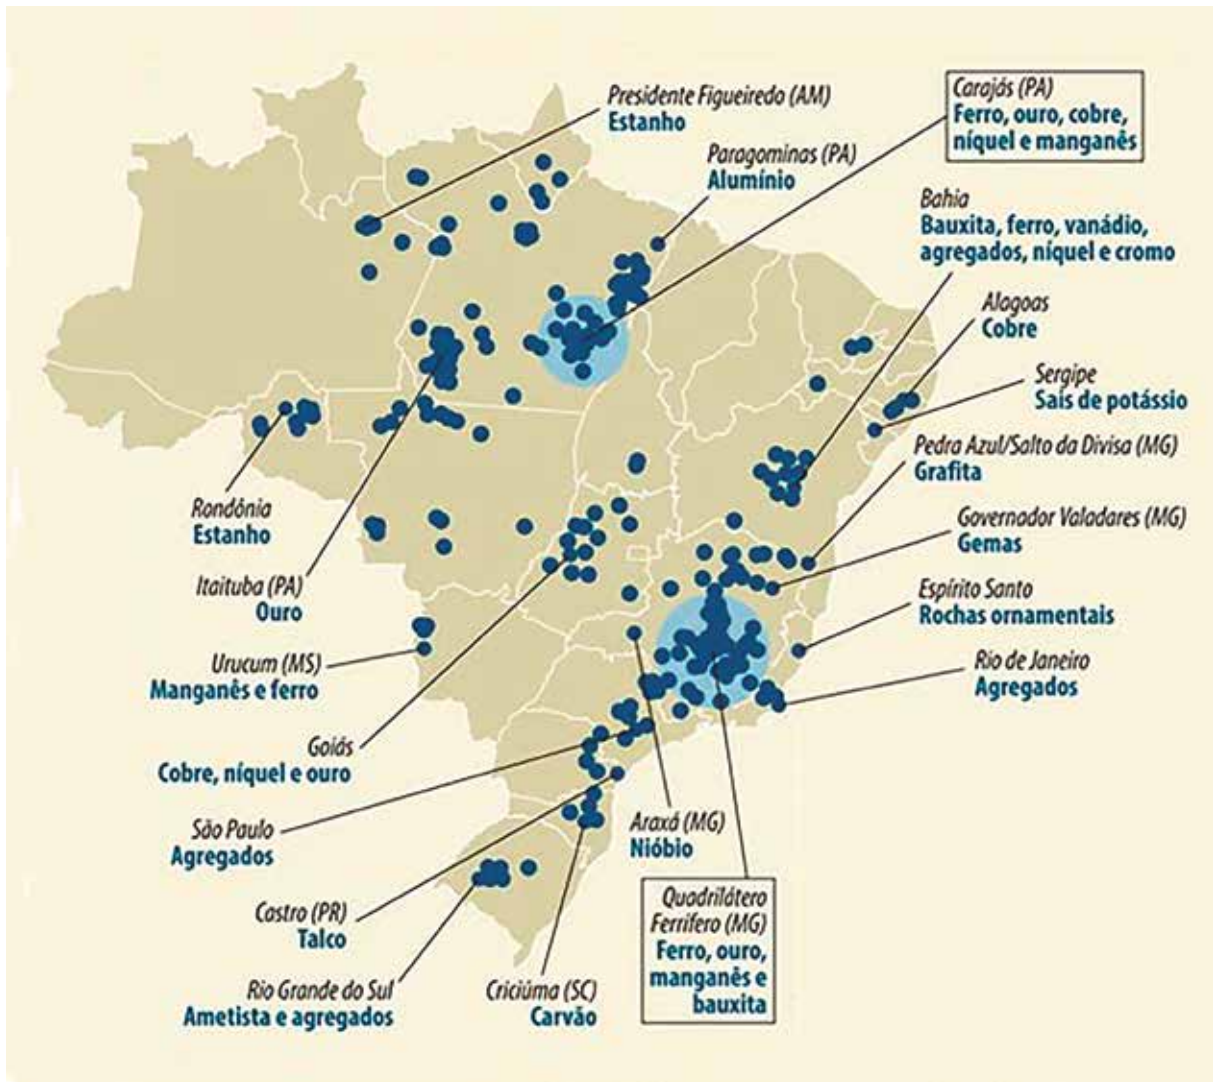 Presidente Figueiredo (AM)
Estanho
Carajás (PA)
Ferro, ouro, cobre,
níquel e manganês
Paragominas (PA)
Alumínio
Bahia
Bauxita, ferro, vanádio,
agregados, níquel e cromo
Alagoas
Cobre
Sergipe
Sais de potássio
Pedra Azul/Salto da Divisa (MG)
Grafita
Governador Valadares (MG)
Gemas
Espírito Santo
Rochas ornamentais
Rio de Janeiro
Agregados
Rondônia
Estanho
Itaituba (PA)
Ouro
Urucum (MS)
Manganês e ferro
Goiás
Cobre, níquel e ouro
São Paulo
Agregados
Castro (PR)
Talco
Rio Grande do Sul
Ametista e agregados
Criciúma (SC)
Carvão
Araxá (MG)
Nióbio
Quadrilátero
Ferrífero (MG)
Ferro, ouro,
manganês e
bauxita